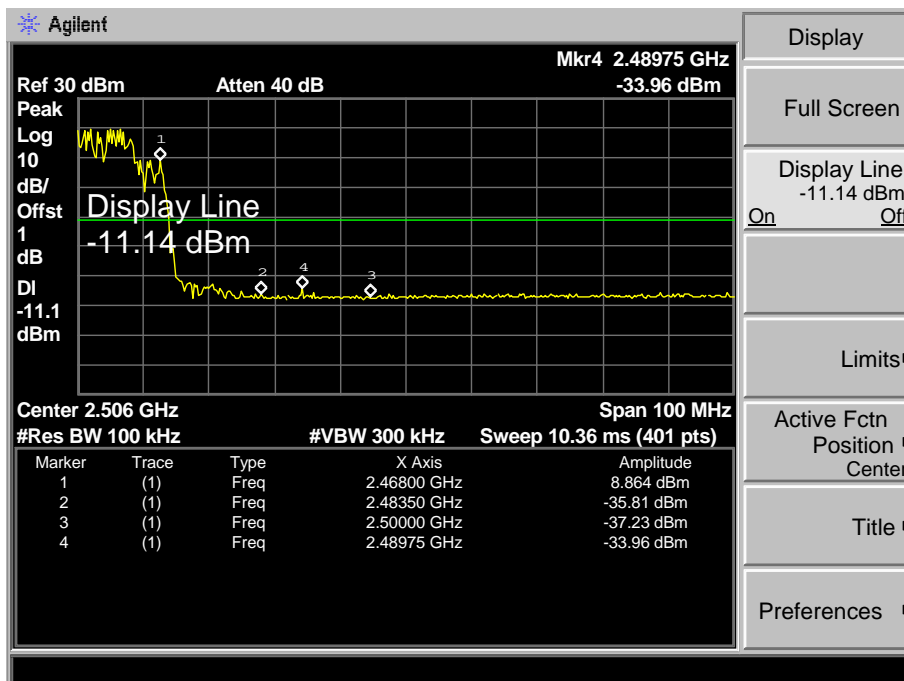 Agilent
Mkr4 2.48975 GHz
Ref 30 dBm Atten 40 dB -33.96 dBm
Peak
Log
10
dB/
Offst
1
dB
DI
-11.1
dBm
1
2
4
3
Display Line
-11.14 dBm
Center 2.506 GHz Span 100 MHz
#Res BW 100 kHz #VBW 300 kHz Sweep 10.36 ms (401 pts)
Marker Trace Type X Axis Amplitude
1 (1) Freq 2.46800 GHz 8.864 dBm
2 (1) Freq 2.48350 GHz -35.81 dBm
3 (1) Freq 2.50000 GHz -37.23 dBm
4 (1) Freq 2.48975 GHz -33.96 dBm
Display
Full Screen
Display Line
-11.14 dBm
On Off
Limits
Active Fctn
Position
Center
Title
Preferences